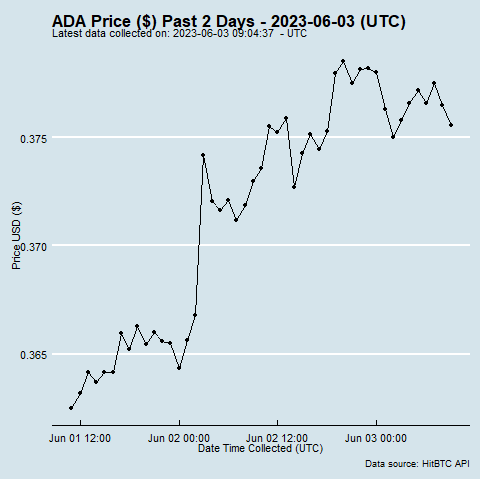 ADA Price ($) Past 2 Days - 2023-06-03 (UTC)
Latest data collected on: 2023-06-03 09:04:37 - UTC
0.375
0.370
0.365
Price USD ($)
Jun 01 12:00 Jun 02 00:00 Jun 02 12:00 Jun 03 00:00
Date Time Collected (UTC)
Data source: HitBTC API